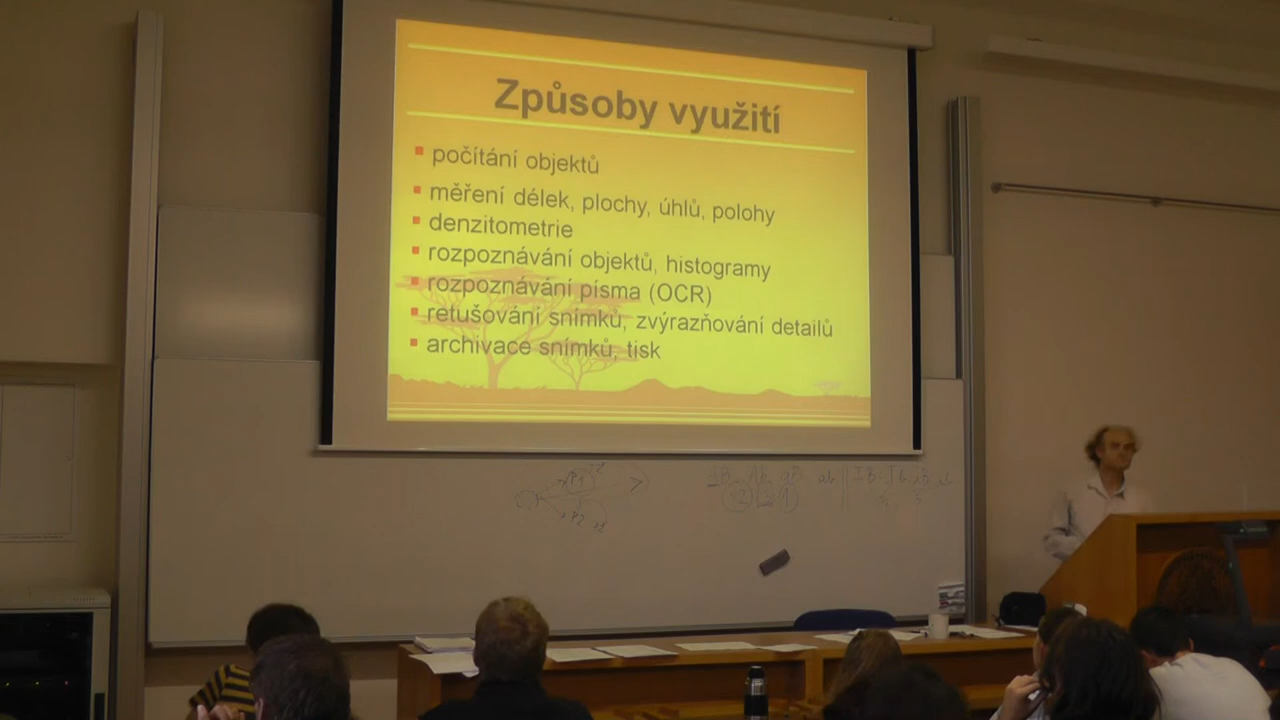 Způsoby využití
počítání objektů
měření délek, plochy, úhlů, polohy
denzitometrie
rozpoznávání objektů, histogramy
rozpoznávání písma (OCR)
retušování snímků, zvýrazňování detailů
archivace snímků, tisk